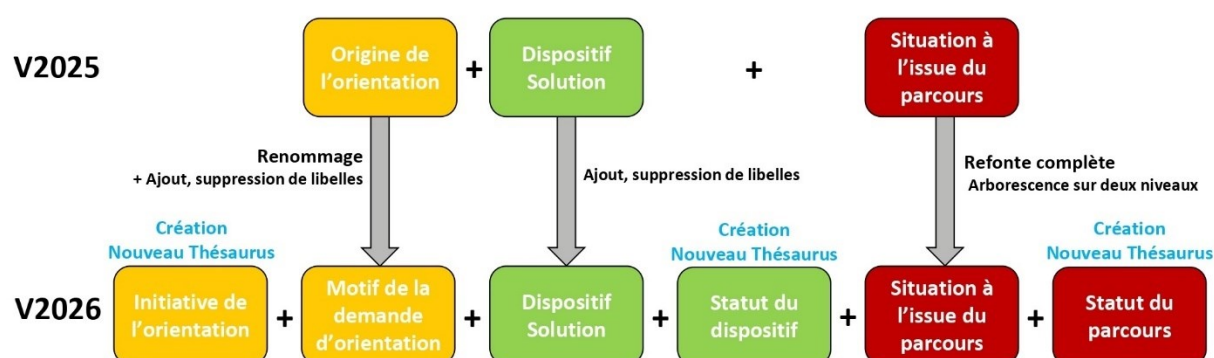 V2025
Origine de
l'orientation
+
Dispositif
Solution
+
Situation à
l'issue du
parcours
Renommage
+ Ajout, suppression de libelles
Ajout, suppression de libelles
Refonte complète
Arborescence sur deux niveaux
Création
Nouveau Thésaurus
Création
Nouveau Thésaurus
Création
Nouveau Thésaurus
V2026
Initiative de
l'orientation
+
Motif de la
demande
d'orientation
+
Dispositif
Solution
+
Statut du
dispositif
+
Situation à
l'issue du
parcours
+
Statut du
parcours